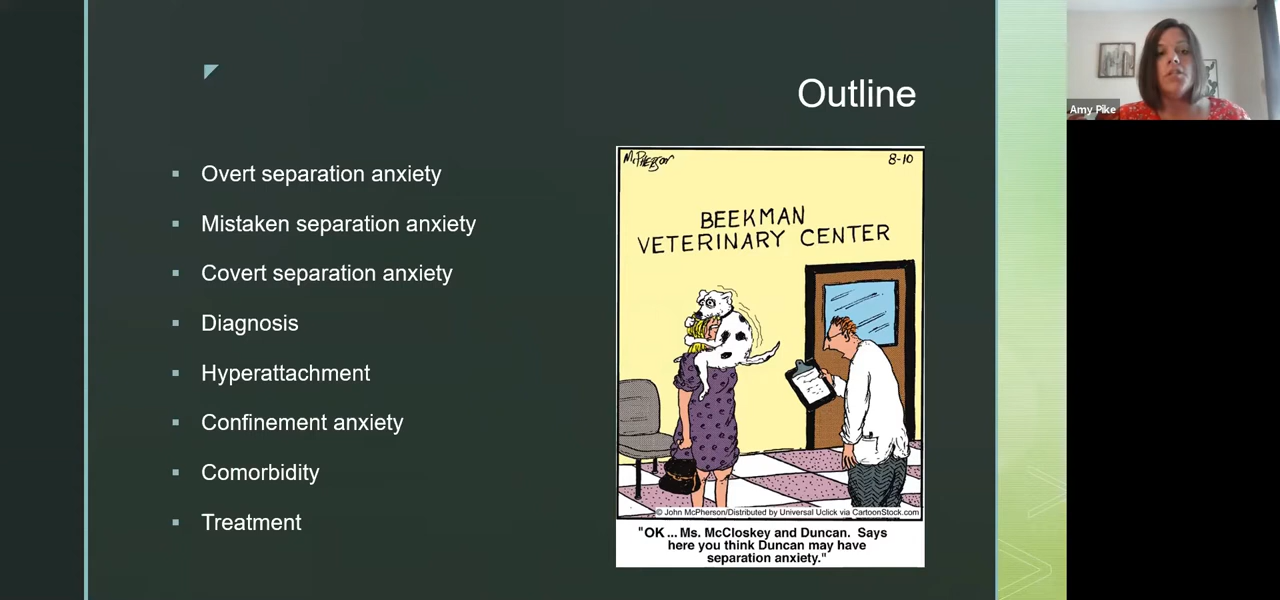 Outline
Overt separation anxiety
Mistaken separation anxiety
Covert separation anxiety
Diagnosis
Hyperattachment
Confinement anxiety
Comorbidity
Treatment
McPherson
8-10
BEEKMAN
VETERINARY CENTER
© John McPherson/Distributed by Universal Uclick via CartoonStock.com
"OK ... Ms. McCloskey and Duncan. Says
here you think Duncan may have
separation anxiety."
Amy Pike